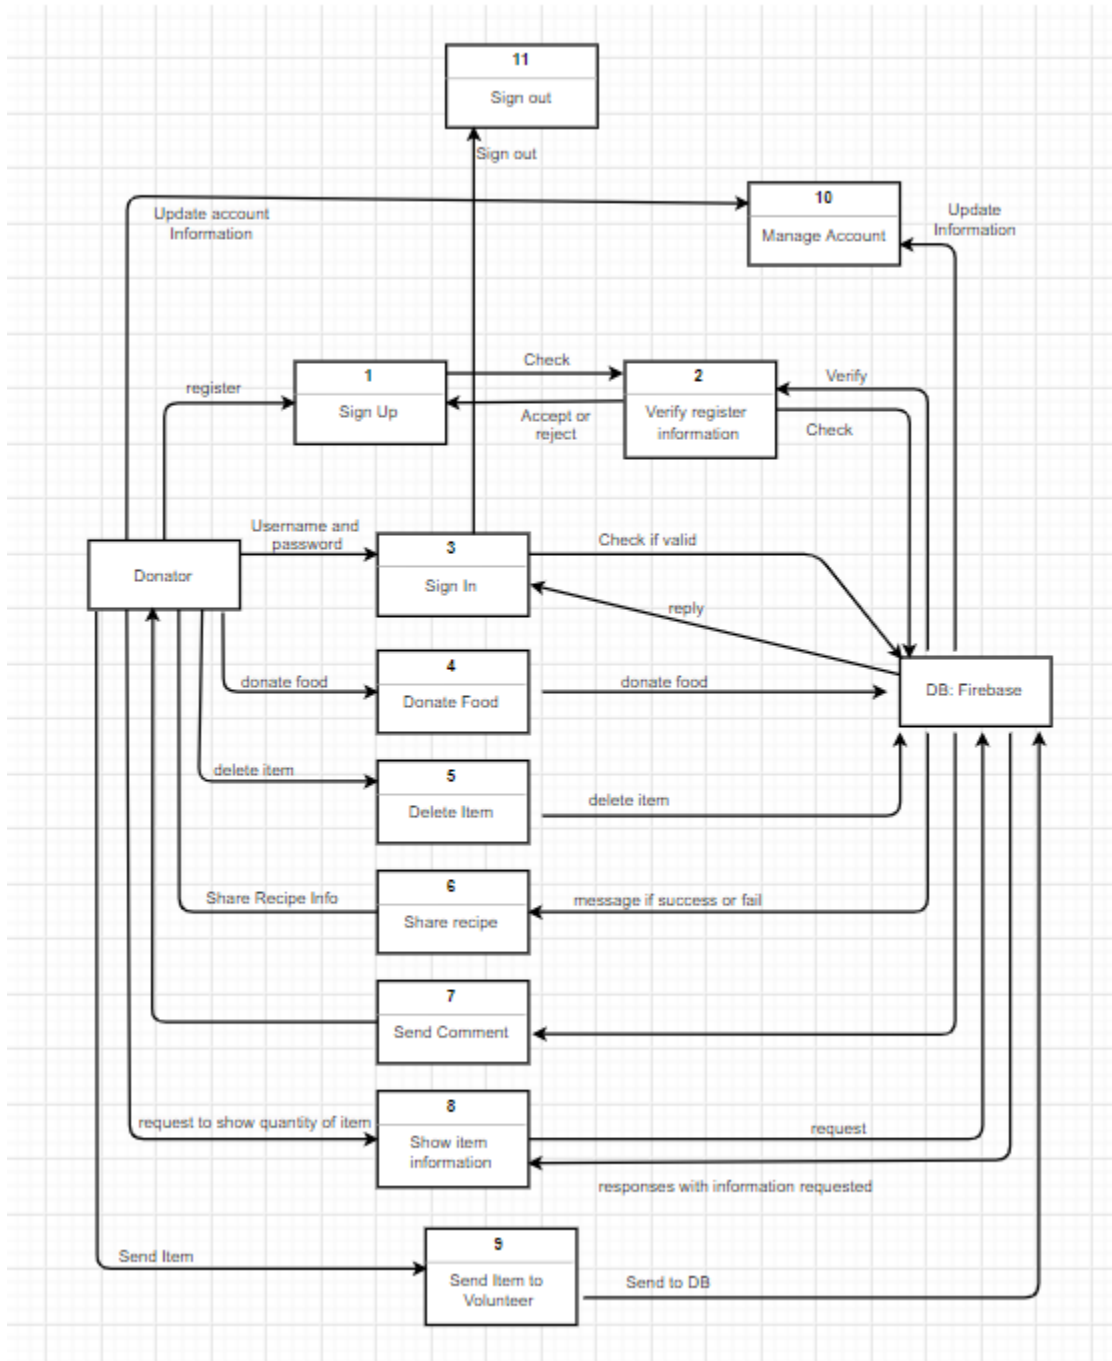 11
Sign out
Sign out
10
Manage Account
Update account
Information
Update
Information
1
Sign Up
register
Check
Accept or
reject
2
Verify register
information
Verify
Check
Username and
password
3
Sign In
Check if valid
reply
Donator
DB: Firebase
4
Donate Food
donate food
donate food
5
Delete Item
delete item
delete item
6
Share recipe
Share Recipe Info
message if success or fail
7
Send Comment
8
Show item
information
request to show quantity of item
request
responses with information requested
9
Send Item to
Volunteer
Send Item
Send to DB